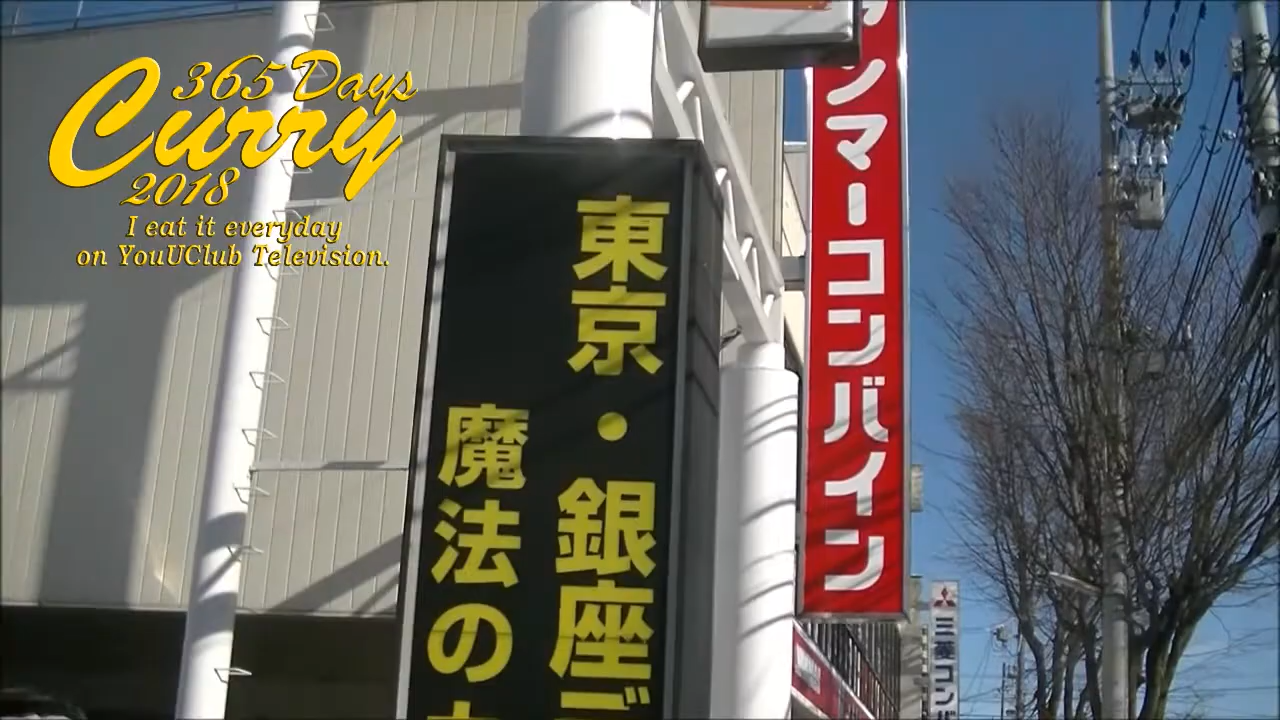 365 Days
Curry
2018
I eat it everyday
on YouUClub Television.
東京・銀座デ
魔法の
ンマーコンバイン
三菱コンバ